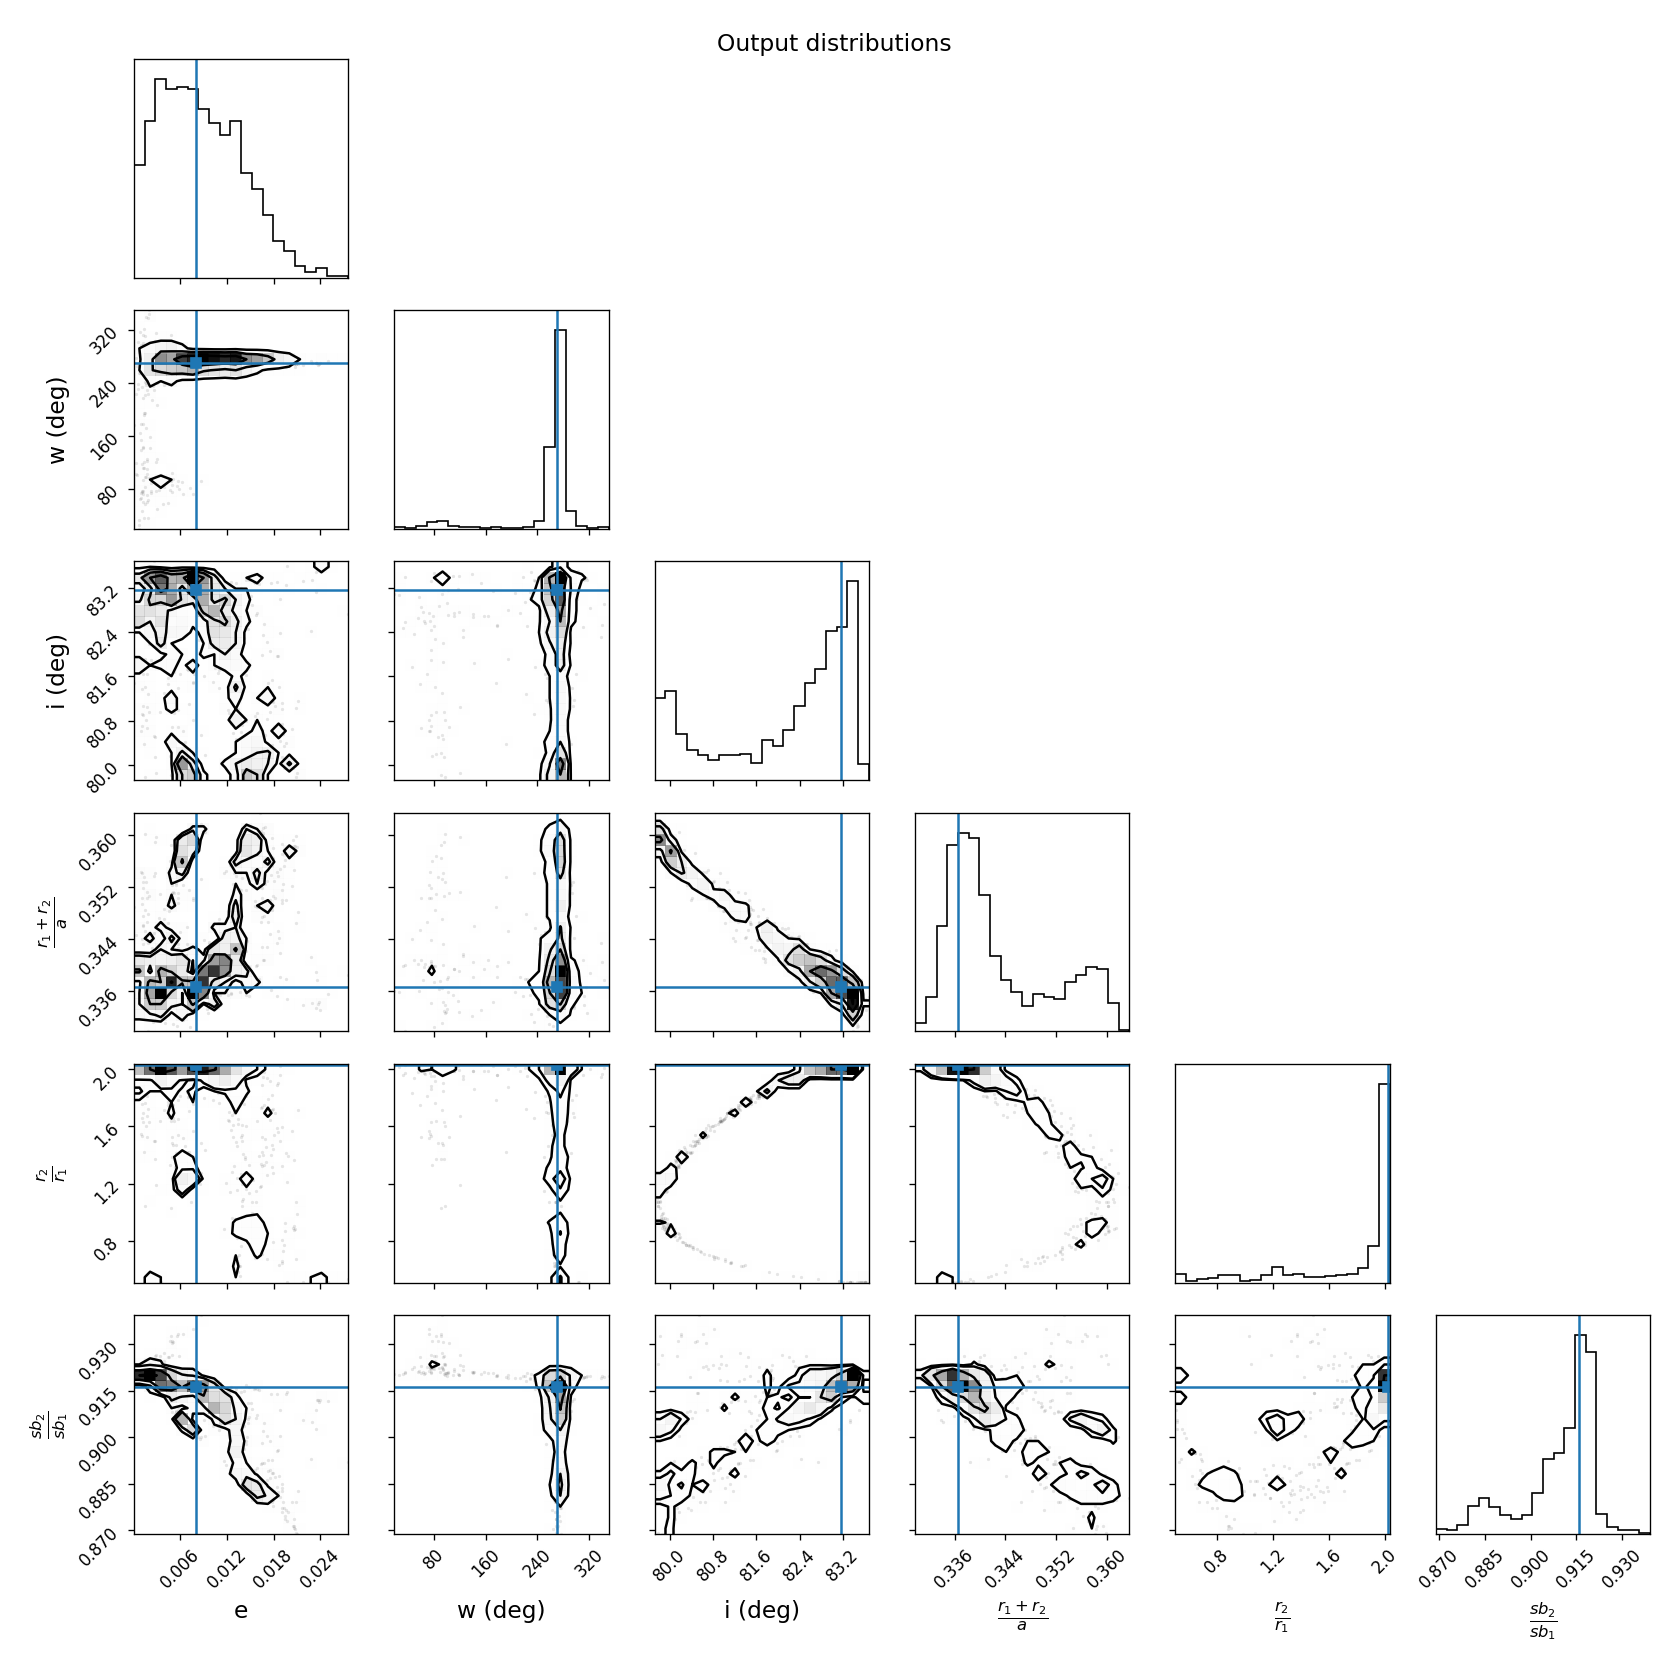 Output distributions
320
240
160
80
w (deg)
83.2
82.4
81.6
80.8
80.0
i (deg)
0.360
0.352
0.344
0.336
r₁ + r₂
a
2.0
1.6
1.2
0.8
r₂
r₁
0.930
0.915
0.900
0.885
0.870
sb₂
sb₁
0.006 0.012 0.018 0.024
80 160 240 320
80.0 80.8 81.6 82.4 83.2
0.336 0.344 0.352 0.360
0.8 1.2 1.6 2.0
0.870 0.885 0.900 0.915 0.930
e
w (deg)
i (deg)
r₁ + r₂
a
r₂
r₁
sb₂
sb₁